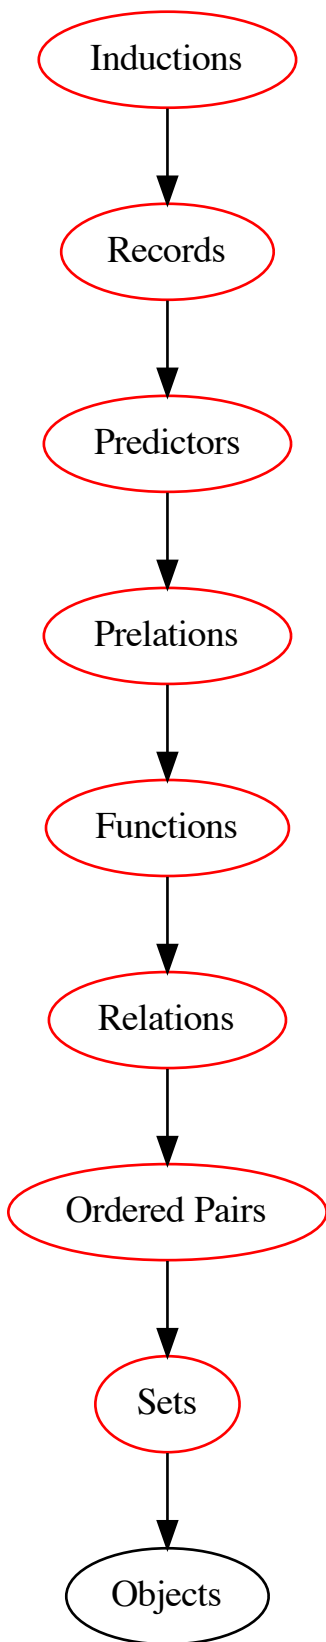 Inductions
Records
Predictors
Prelations
Functions
Relations
Ordered Pairs
Sets
Objects